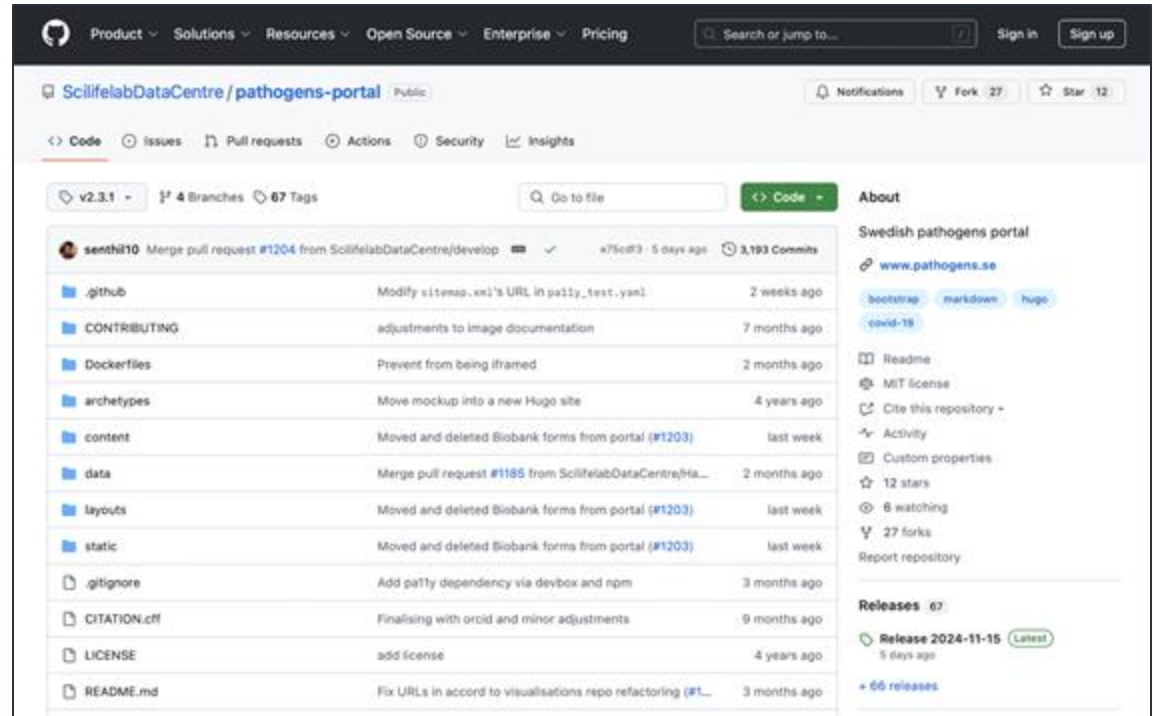 Product Solutions Resources Open Source Enterprise Pricing Search or jump to... / Sign in Sign up
ScilifelabDataCentre / pathogens-portal Public Notifications Fork 27 Star 12
<> Code Issues Pull requests Actions Security Insights
v2.3.1 4 Branches 67 Tags Go to file <> Code About
Swedish pathogens portal
senthil10 Merge pull request #1204 from ScilifelabDataCentre/develop e75cdf3 · 5 days ago 3,193 Commits
www.pathogens.se
.github Modify sitemap.xml's URL in pa11y_test.yaml 2 weeks ago
bootstrap markdown hugo
CONTRIBUTING adjustments to image documentation 7 months ago
covid-19
Dockerfiles Prevent from being iframed 2 months ago
Readme
MIT license
archetypes Move mockup into a new Hugo site 4 years ago
Cite this repository
content Moved and deleted Biobank forms from portal (#1203) last week
Activity
Custom properties
data Merge pull request #1185 from ScilifelabDataCentre/Ha... 2 months ago
12 stars
layouts Moved and deleted Biobank forms from portal (#1203) last week
6 watching
27 forks
static Moved and deleted Biobank forms from portal (#1203) last week
Report repository
.gitignore Add pa11y dependency via devbox and npm 3 months ago
Releases 67
CITATION.cff Finalising with orcid and minor adjustments 9 months ago
Release 2024-11-15 Latest
5 days ago
LICENSE add license 4 years ago
README.md Fix URLs in accord to visualisations repo refactoring (#1... 3 months ago
+ 66 releases